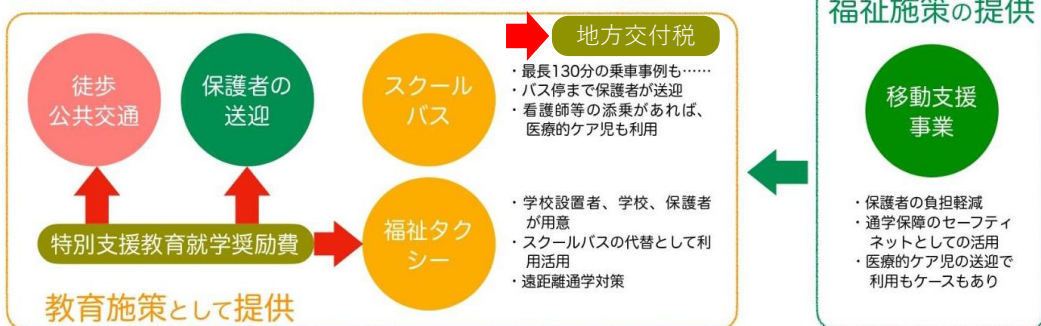 福祉施策の提供
地方交付税
徒歩
公共交通
保護者の
送迎
スクール
バス
・最長130分の乗車事例も……
・バス停まで保護者が送迎
・看護師等の添乗があれば、
医療的ケア児も利用
特別支援教育就学奨励費
福祉タク
シー
・学校設置者、学校、保護者
が用意
・スクールバスの代替として利
用活用
・遠距離通学対策
教育施策として提供
移動支援
事業
・保護者の負担軽減
・通学保障のセーフティ
ネットとしての活用
・医療的ケア児の送迎で
利用もケースもあり